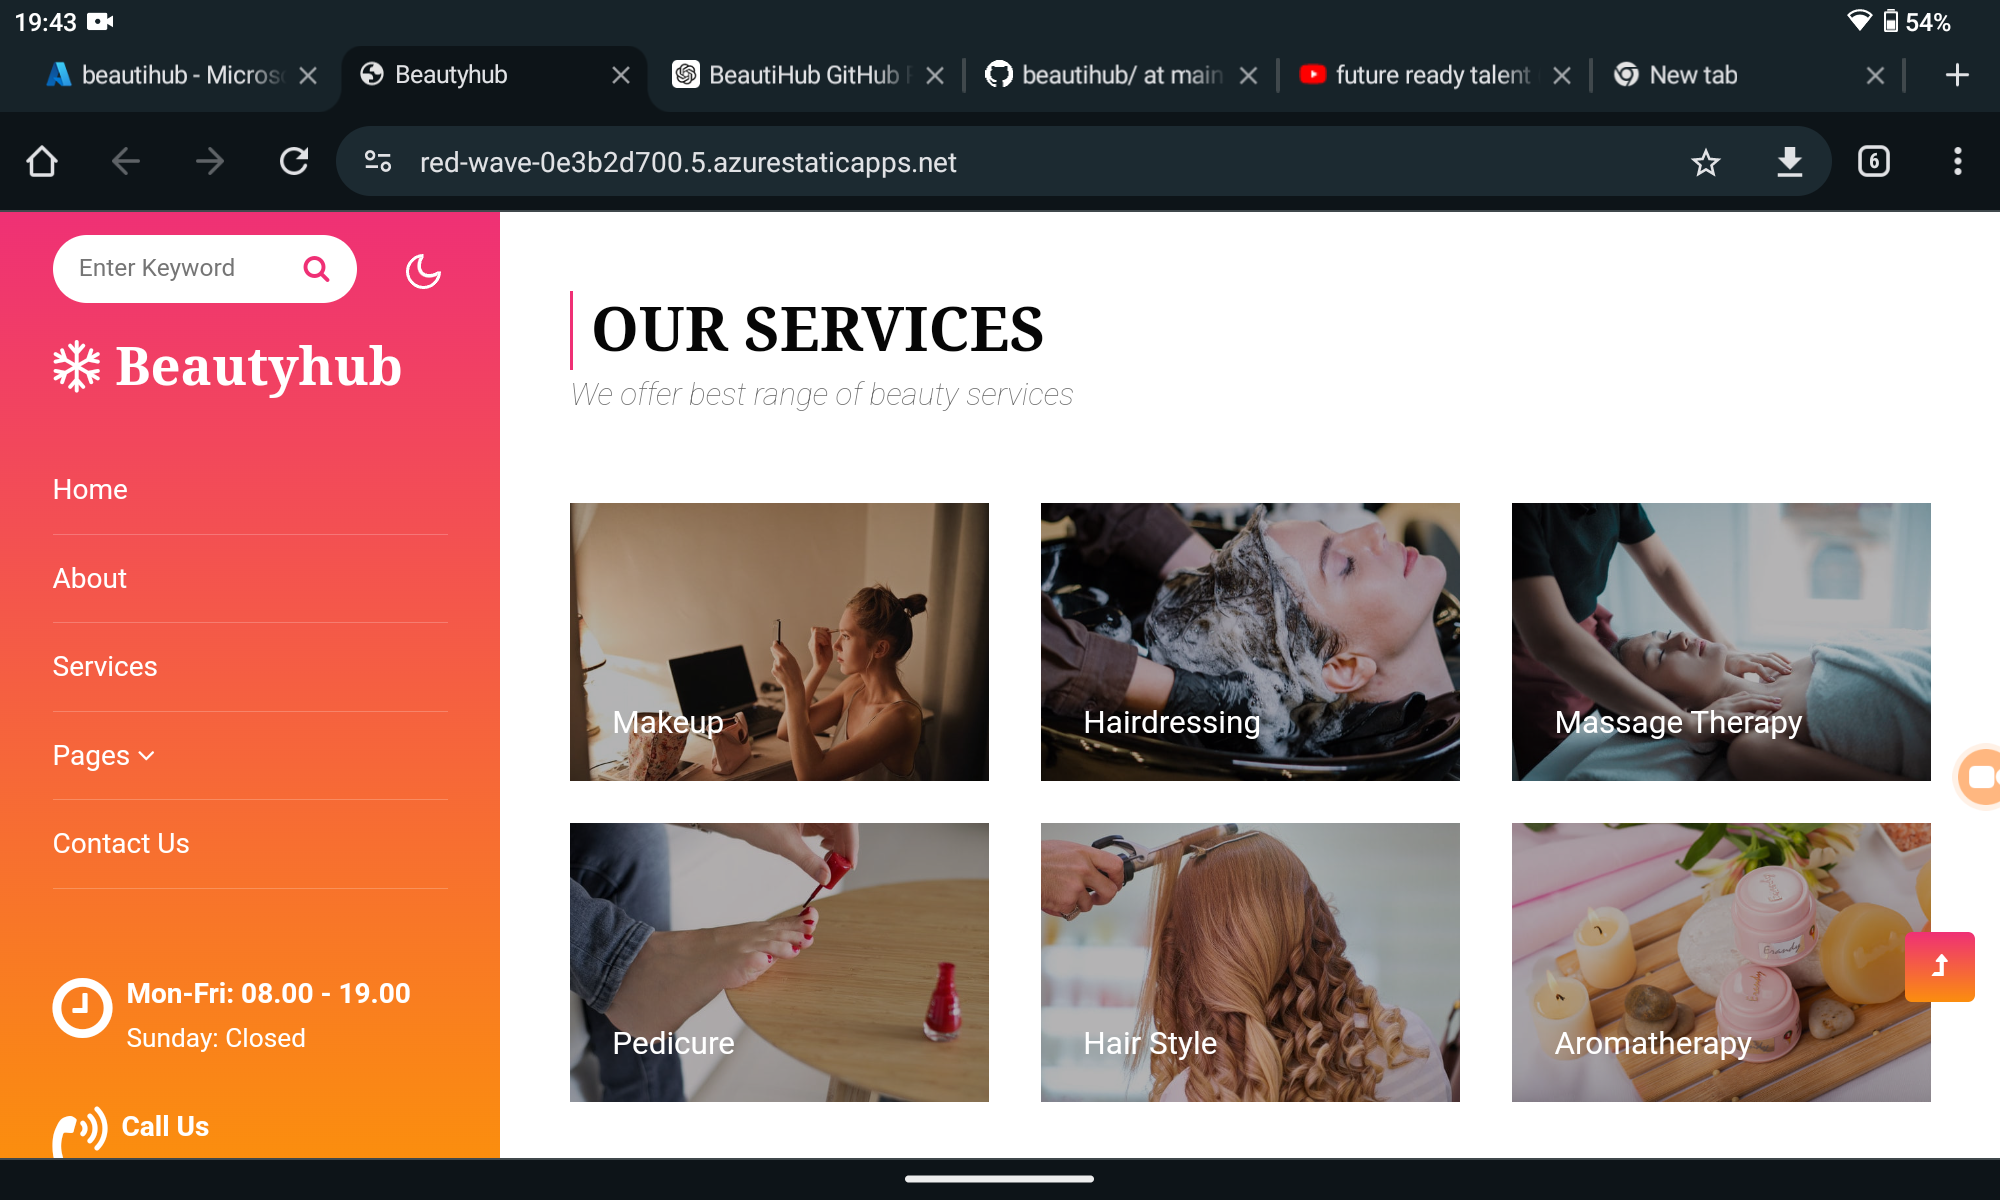 19:43
54%
beautihub - Micros
Beautyhub
BeautiHub GitHub
beautihub/ at main
future ready talent
New tab
red-wave-0e3b2d700.5.azurestaticapps.net
6
Enter Keyword
Beautyhub
Home
About
Services
Pages
Contact Us
Mon-Fri: 08.00 - 19.00
Sunday: Closed
Call Us
OUR SERVICES
We offer best range of beauty services
Makeup
Hairdressing
Massage Therapy
Pedicure
Hair Style
Aromatherapy